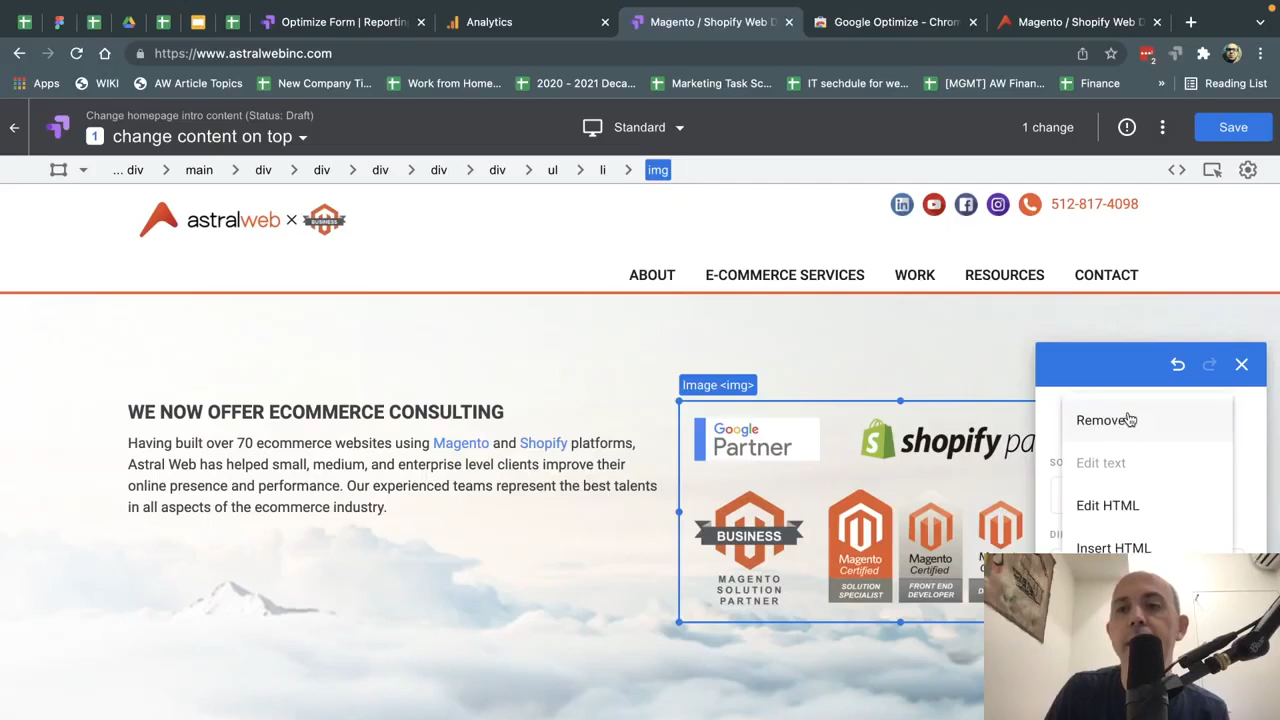 Optimize Form | Reporting
Analytics
Magento / Shopify Web D
Google Optimize - Chrom
Magento / Shopify Web D
https://www.astralwebinc.com
2
Apps
WIKI
AW Article Topics
New Company Ti...
Work from Home...
2020 - 2021 Deca...
Marketing Task Sc...
IT sechdule for we...
[MGMT] AW Finan...
Finance
»
Reading List
Change homepage intro content (Status: Draft)
1 change content on top
Standard
1 change
Save
... div
main
div
div
div
div
div
ul
li
img
astralweb × BUSINESS
512-817-4098
ABOUT
E-COMMERCE SERVICES
WORK
RESOURCES
CONTACT
Image <img>
WE NOW OFFER ECOMMERCE CONSULTING
Having built over 70 ecommerce websites using Magento and Shopify platforms,
Astral Web has helped small, medium, and enterprise level clients improve their
online presence and performance. Our experienced teams represent the best talents
in all aspects of the ecommerce industry.
Google
Partner
shopify pa
BUSINESS
MAGENTO
SOLUTION
PARTNER
Magento
Certified
SOLUTION
SPECIALIST
Magento
Certified
FRONT END
DEVELOPER
Remove
Edit text
Edit HTML
Insert HTML